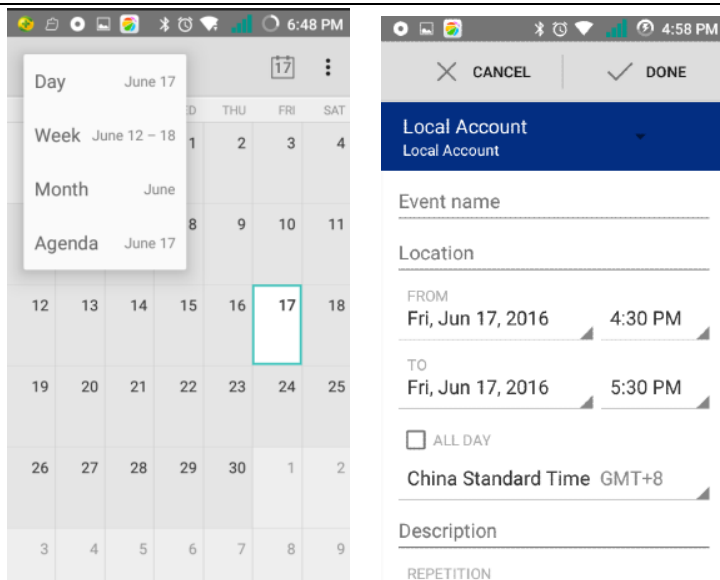 6:48 PM
17
Day June 17
Week June 12 – 18
Month June
Agenda June 17
ED THU FRI SAT
1 2 3 4
8 9 10 11
12 13 14 15 16 17 18
19 20 21 22 23 24 25
26 27 28 29 30 1 2
3 4 5 6 7 8 9
4:58 PM
CANCEL DONE
Local Account
Local Account
Event name
Location
FROM
Fri, Jun 17, 2016 4:30 PM
TO
Fri, Jun 17, 2016 5:30 PM
ALL DAY
China Standard Time GMT+8
Description
REPETITION